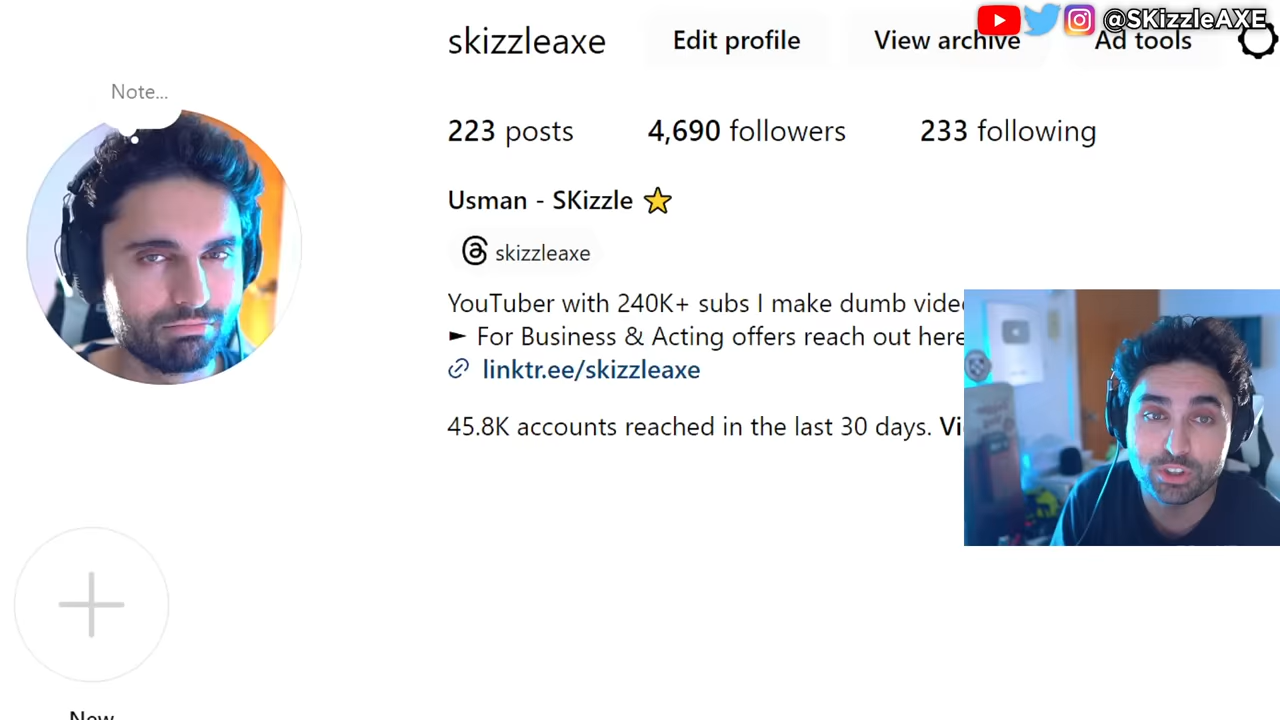 @SKizzleAXE
skizzleaxe Edit profile View archive Ad tools
Note...
223 posts 4,690 followers 233 following
Usman - SKizzle
skizzleaxe
YouTuber with 240K+ subs I make dumb
► For Business & Acting offers reach out here
linktr.ee/skizzleaxe
45.8K accounts reached in the last 30 days.
New